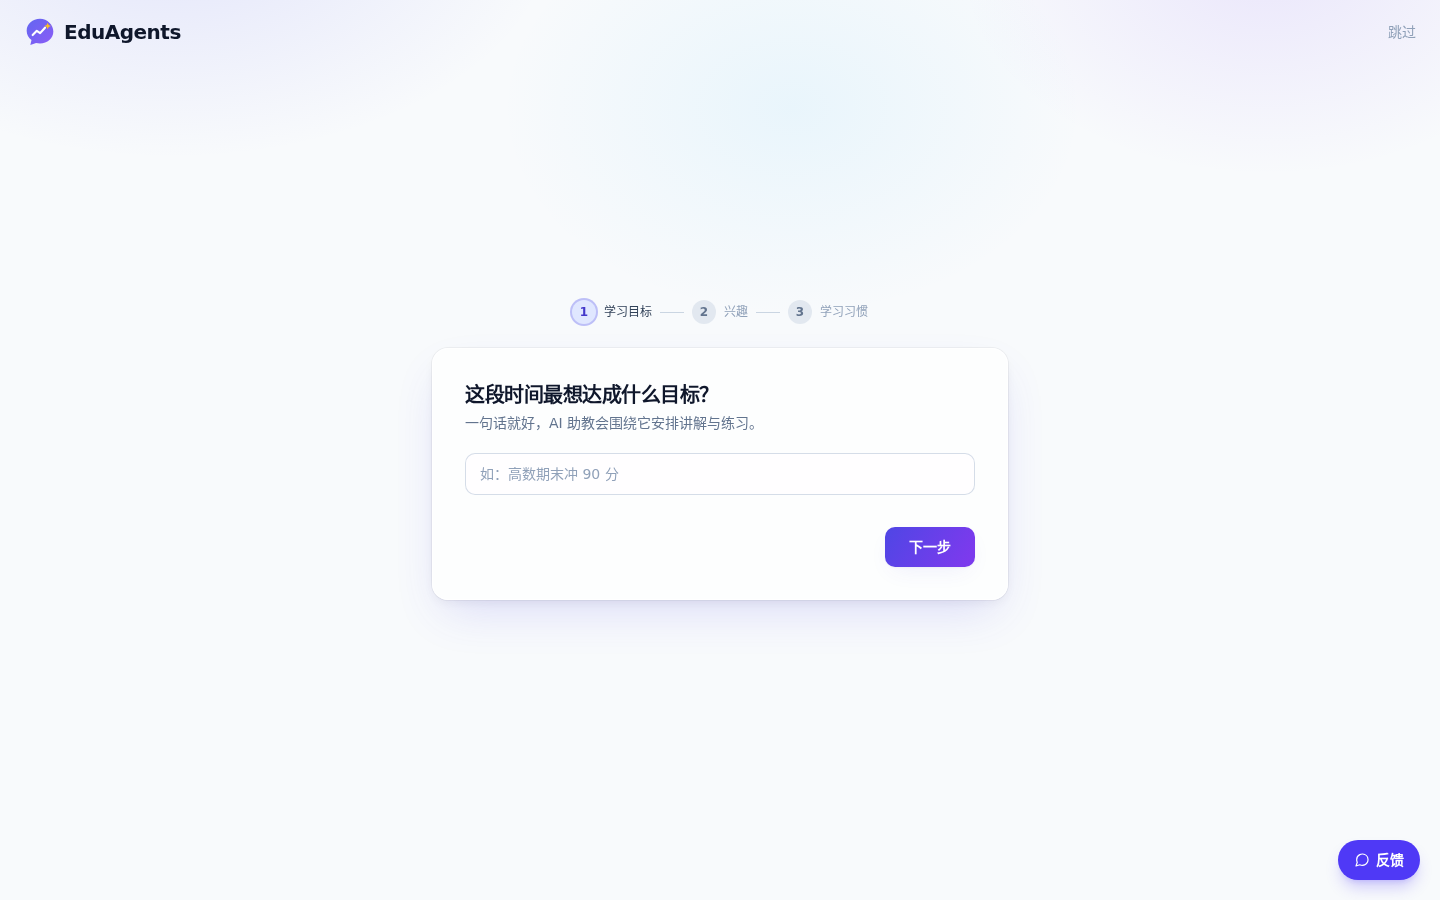 EduAgents
跳过
1 学习目标 2 兴趣 3 学习习惯
这段时间最想达成什么目标？
一句话就好，AI 助教会围绕它安排讲解与练习。
如：高数期末冲 90 分
下一步
反馈